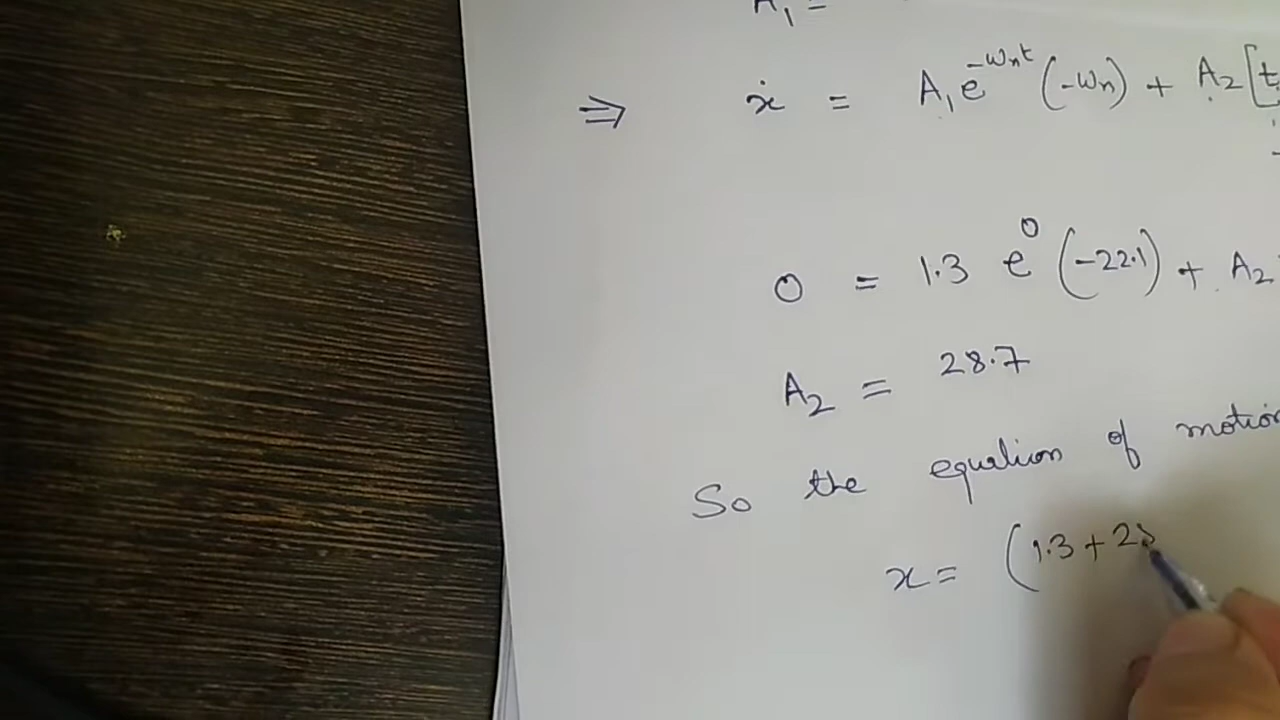 A₁ =
⇒ ẋ = A₁e^{-ωₙt} (-ωₙ) + A₂ [t
0 = 1.3 e⁰ (-22.1) + A₂
A₂ = 28.7
So the equation of motion
x = (1.3 + 2